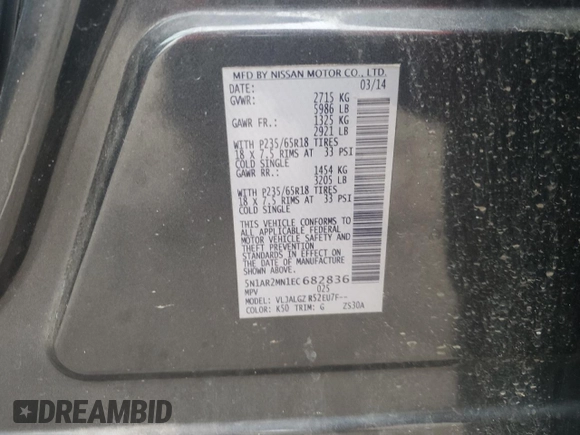 MFD BY NISSAN MOTOR CO., LTD.
DATE: 03/14
GVWR: 2715 KG
5986 LB
GAWR FR.: 1325 KG
2921 LB
WITH P235/65R18 TIRES
18 X 7.5 RIMS AT 33 PSI
COLD SINGLE
GAWR RR.: 1454 KG
3205 LB
WITH P235/65R18 TIRES
18 X 7.5 RIMS AT 33 PSI
COLD SINGLE
THIS VEHICLE CONFORMS TO
ALL APPLICABLE FEDERAL
MOTOR VEHICLE SAFETY AND
THEFT PREVENTION
STANDARDS IN EFFECT ON
THE DATE OF MANUFACTURE
SHOWN ABOVE.
5N1AR2MN1EC682836
MPV 025
MODEL: VLJALGZ R52EU7F--
COLOR: K50 TRIM: G ZS30A
DREAMBID